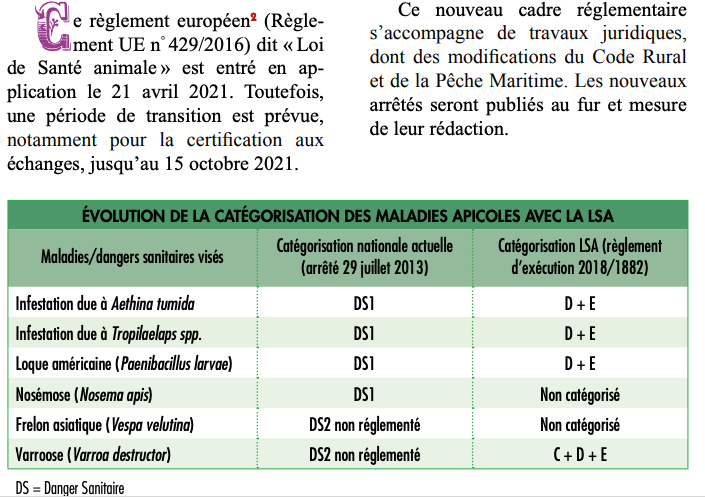 Ce règlement européen² (Règle-
ment UE n° 429/2016) dit « Loi
de Santé animale » est entré en ap-
plication le 21 avril 2021. Toutefois,
une période de transition est prévue,
notamment pour la certification aux
échanges, jusqu’au 15 octobre 2021.
Ce nouveau cadre réglementaire
s’accompagne de travaux juridiques,
dont des modifications du Code Rural
et de la Pêche Maritime. Les nouveaux
arrêtés seront publiés au fur et mesure
de leur rédaction.
ÉVOLUTION DE LA CATÉGORISATION DES MALADIES APICOLES AVEC LA LSA
Maladies/dangers sanitaires visés
Catégorisation nationale actuelle
(arrêté 29 juillet 2013)
Catégorisation LSA (règlement
d’exécution 2018/1882)
Infestation due à Aethina tumida DS1 D + E
Infestation due à Tropilaelaps spp. DS1 D + E
Loque américaine (Paenibacillus larvae) DS1 D + E
Nosémose (Nosema apis) DS1 Non catégorisé
Frelon asiatique (Vespa velutina) DS2 non réglementé Non catégorisé
Varroose (Varroa destructor) DS2 non réglementé C + D + E
DS = Danger Sanitaire